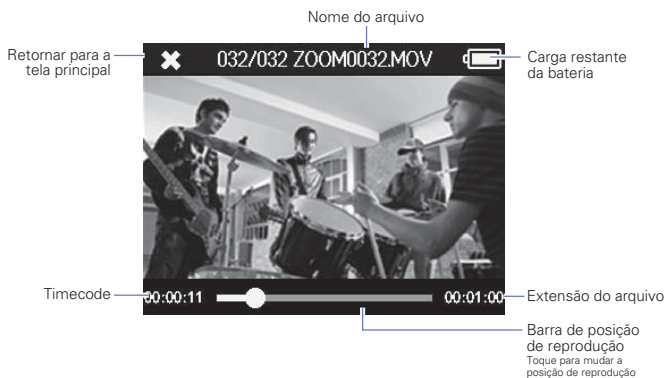 Nome do arquivo
Retornar para a
tela principal
032/032 ZOOM0032.MOV
Carga restante
da bateria
Timecode
00:00:11
00:01:00
Extensão do arquivo
Barra de posição
de reprodução
Toque para mudar a
posição de reprodução